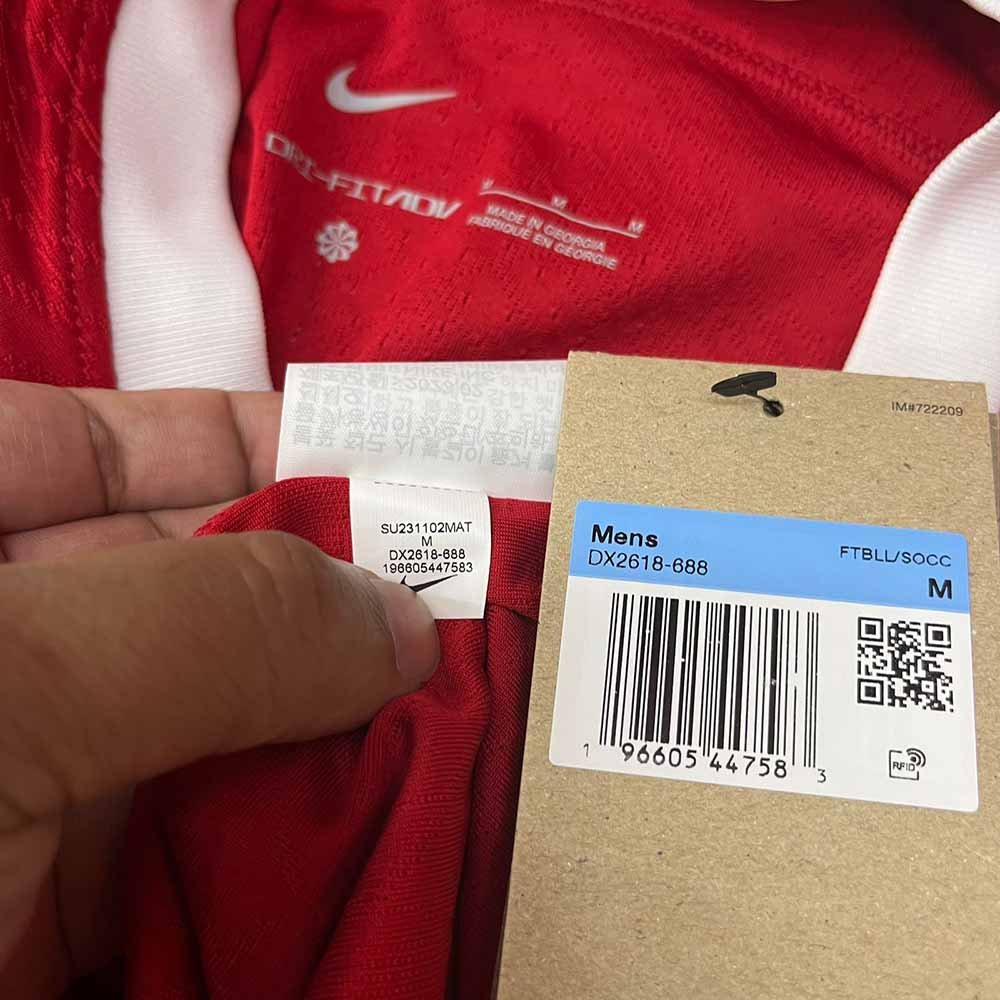 DRI-FIT ADV
M M M
MADE IN GEORGIA
FABRIQUÉ EN GÉORGIE
IM#722209
SU231102MAT
M
DX2618-688
196605447583
Mens
DX2618-688
FTBLL/SOCC
M
1 96605 44758 3
RFID